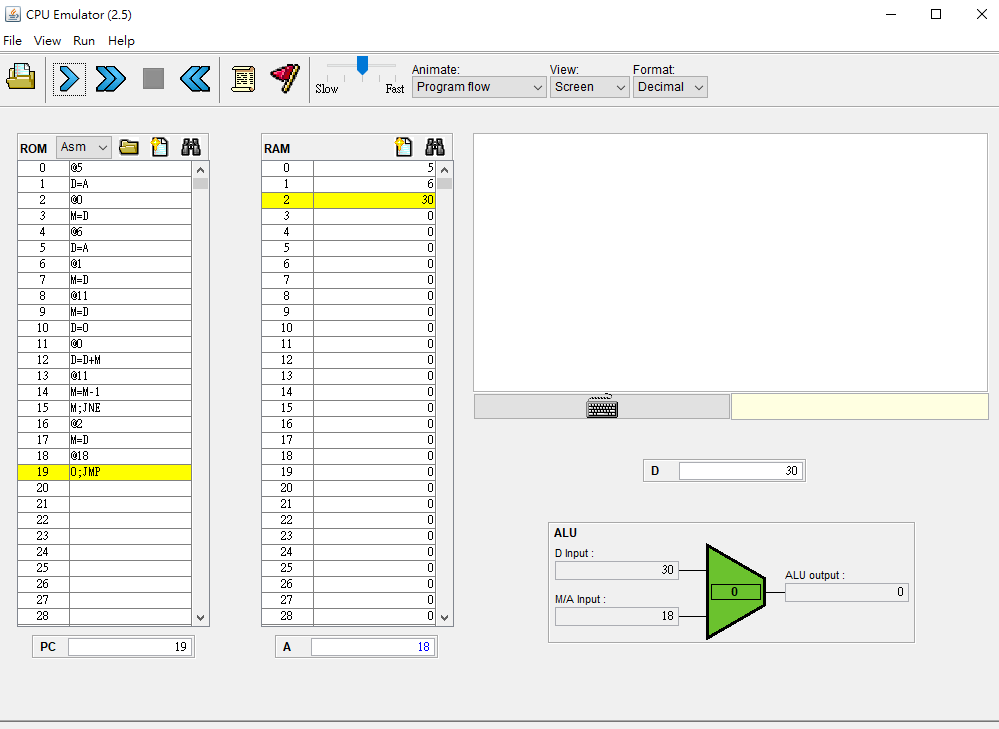 CPU Emulator (2.5)
File View Run Help
Slow Fast
Animate: View: Format:
Program flow Screen Decimal
ROM Asm
0 @5
1 D=A
2 @0
3 M=D
4 @6
5 D=A
6 @1
7 M=D
8 @11
9 M=D
10 D=0
11 @0
12 D=D+M
13 @11
14 M=M-1
15 M;JNE
16 @2
17 M=D
18 @18
19 0;JMP
20
21
22
23
24
25
26
27
28
PC 19
RAM
0 5
1 6
2 30
3 0
4 0
5 0
6 0
7 0
8 0
9 0
10 0
11 0
12 0
13 0
14 0
15 0
16 0
17 0
18 0
19 0
20 0
21 0
22 0
23 0
24 0
25 0
26 0
27 0
28 0
A 18
D 30
ALU
D Input :
30
M/A Input :
18
0
ALU output :
0